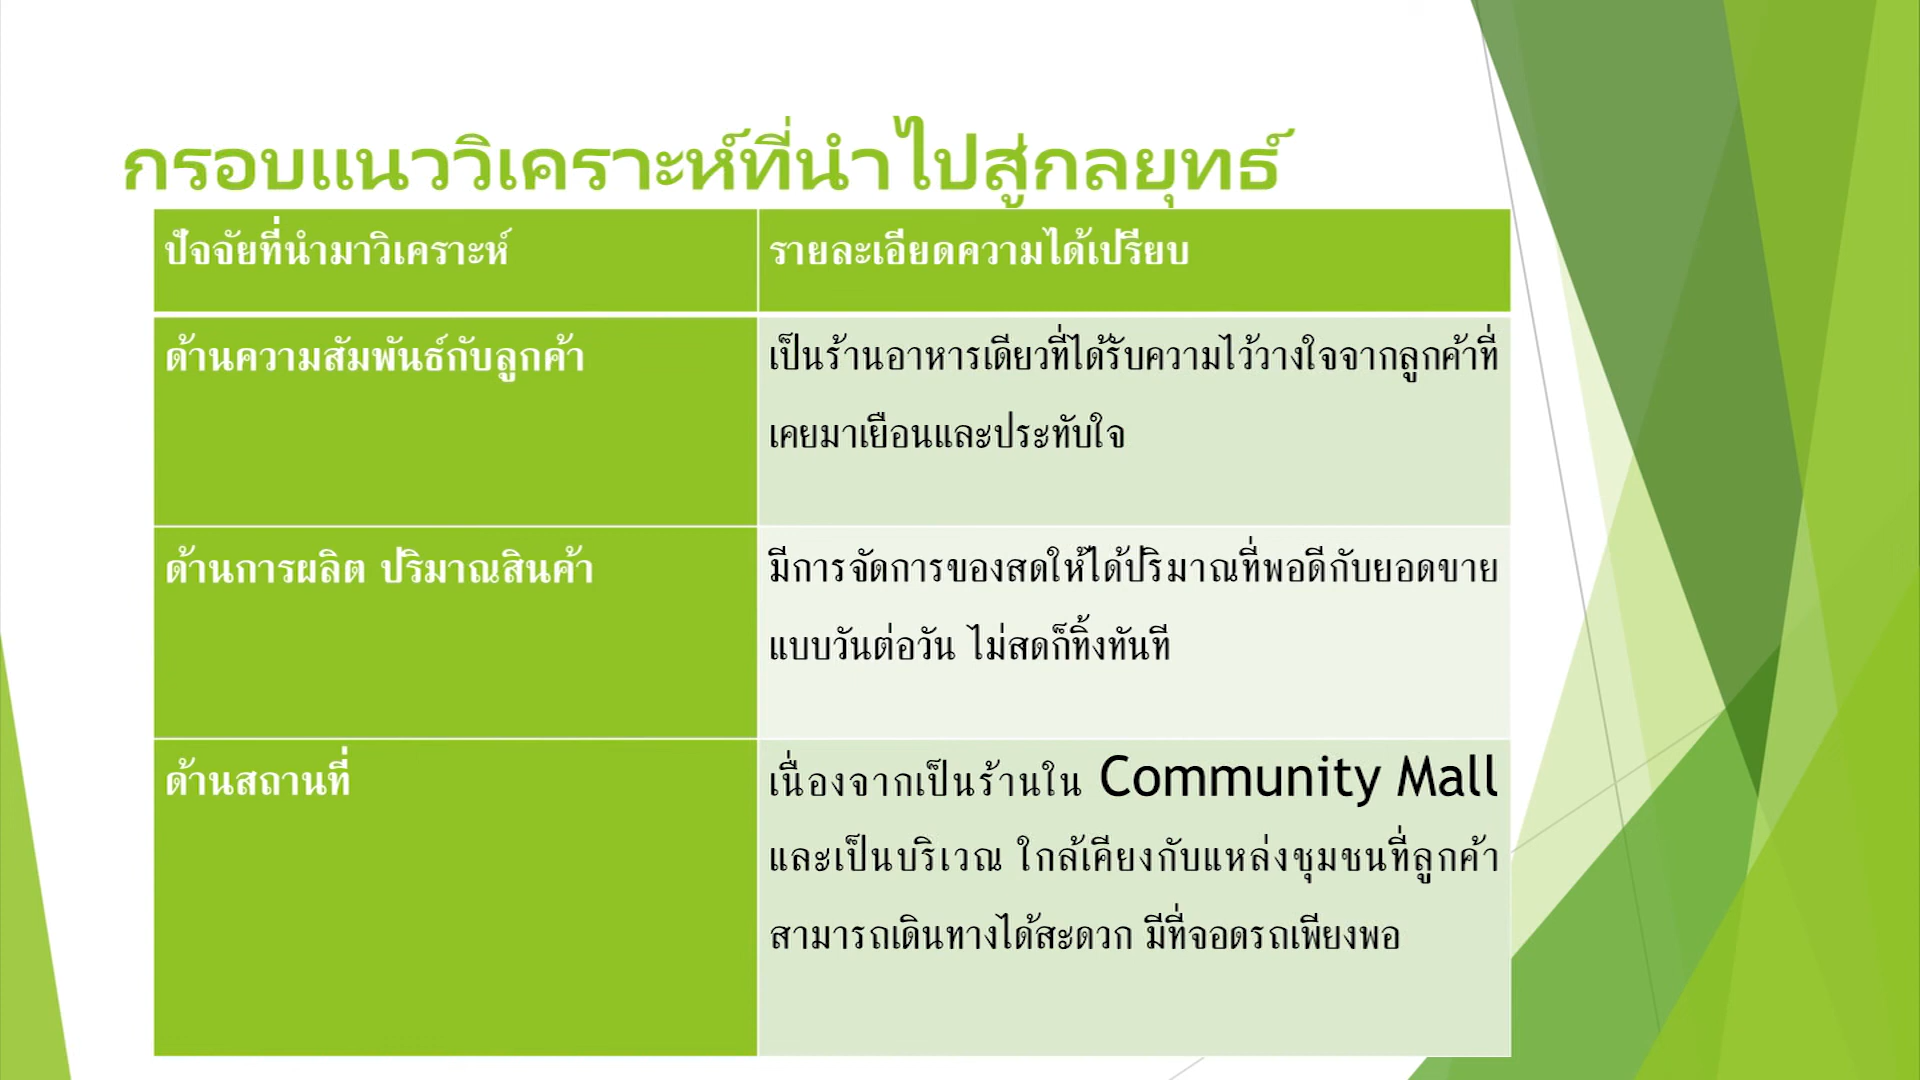 กรอบแนววิเคราะห์ที่นำไปสู่กลยุทธ์
ปัจจัยที่นำมาวิเคราะห์
รายละเอียดความได้เปรียบ
ด้านความสัมพันธ์กับลูกค้า
เป็นร้านอาหารเดียวที่ได้รับความไว้วางใจจากลูกค้าที่
เคยมาเยือนและประทับใจ
ด้านการผลิต ปริมาณสินค้า
มีการจัดการของสดให้ได้ปริมาณที่พอดีกับยอดขาย
แบบวันต่อวัน ไม่สดก็ทิ้งทันที
ด้านสถานที่
เนื่องจากเป็นร้านใน Community Mall
และเป็นบริเวณ ใกล้เคียงกับแหล่งชุมชนที่ลูกค้า
สามารถเดินทางได้สะดวก มีที่จอดรถเพียงพอ